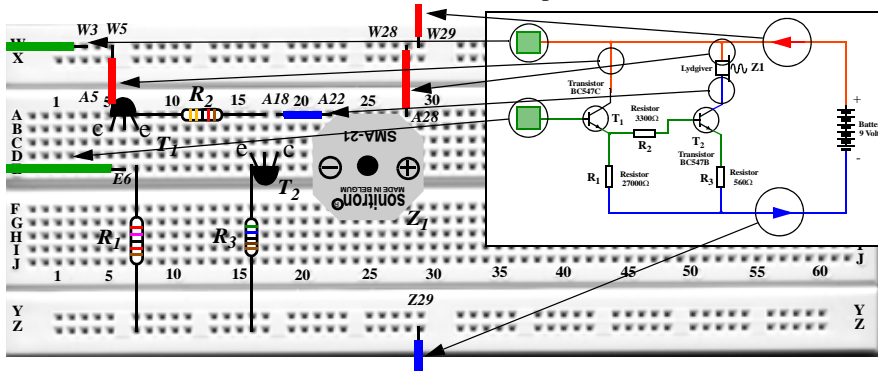 W3 W5
W28
W29
W
X
1
5
10
15
20
25
30
A5
R2
A18
A22
A28
A
B
C
D
c e
T1
e c
T2
E6
SMA-21
sonitron
MADE IN BELGIUM
Z1
F
G
H
I
J
R1
R3
1
5
10
15
20
25
30
35
40
45
50
55
60
J
Z29
Y
Z
Y
Z
Lydgiver
Z1
Transistor
BC547C
T1
Resistor
3300Ω
R2
T2
Transistor
BC547B
R1
Resistor
27000Ω
R3
Resistor
560Ω
+
Batte
9 Vol
-